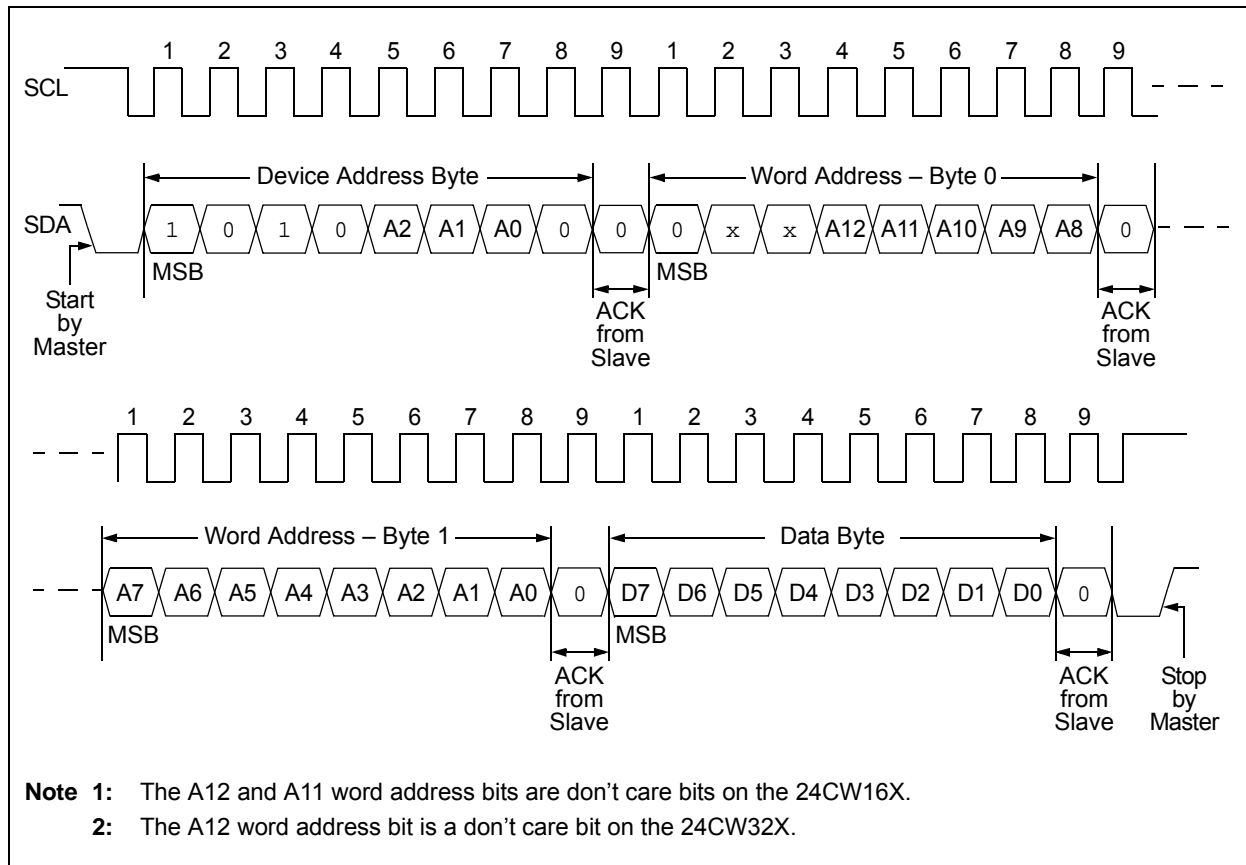 1 2 3 4 5 6 7 8 9 1 2 3 4 5 6 7 8 9
SCL
Device Address Byte Word Address – Byte 0
SDA 1 0 1 0 A2 A1 A0 0 0 0 x x A12 A11 A10 A9 A8 0
MSB MSB
Start by Master
ACK from Slave
ACK from Slave
1 2 3 4 5 6 7 8 9 1 2 3 4 5 6 7 8 9
Word Address – Byte 1 Data Byte
A7 A6 A5 A4 A3 A2 A1 A0 0 D7 D6 D5 D4 D3 D2 D1 D0 0
MSB MSB
ACK from Slave
ACK from Slave
Stop by Master
Note 1: The A12 and A11 word address bits are don't care bits on the 24CW16X.
2: The A12 word address bit is a don't care bit on the 24CW32X.